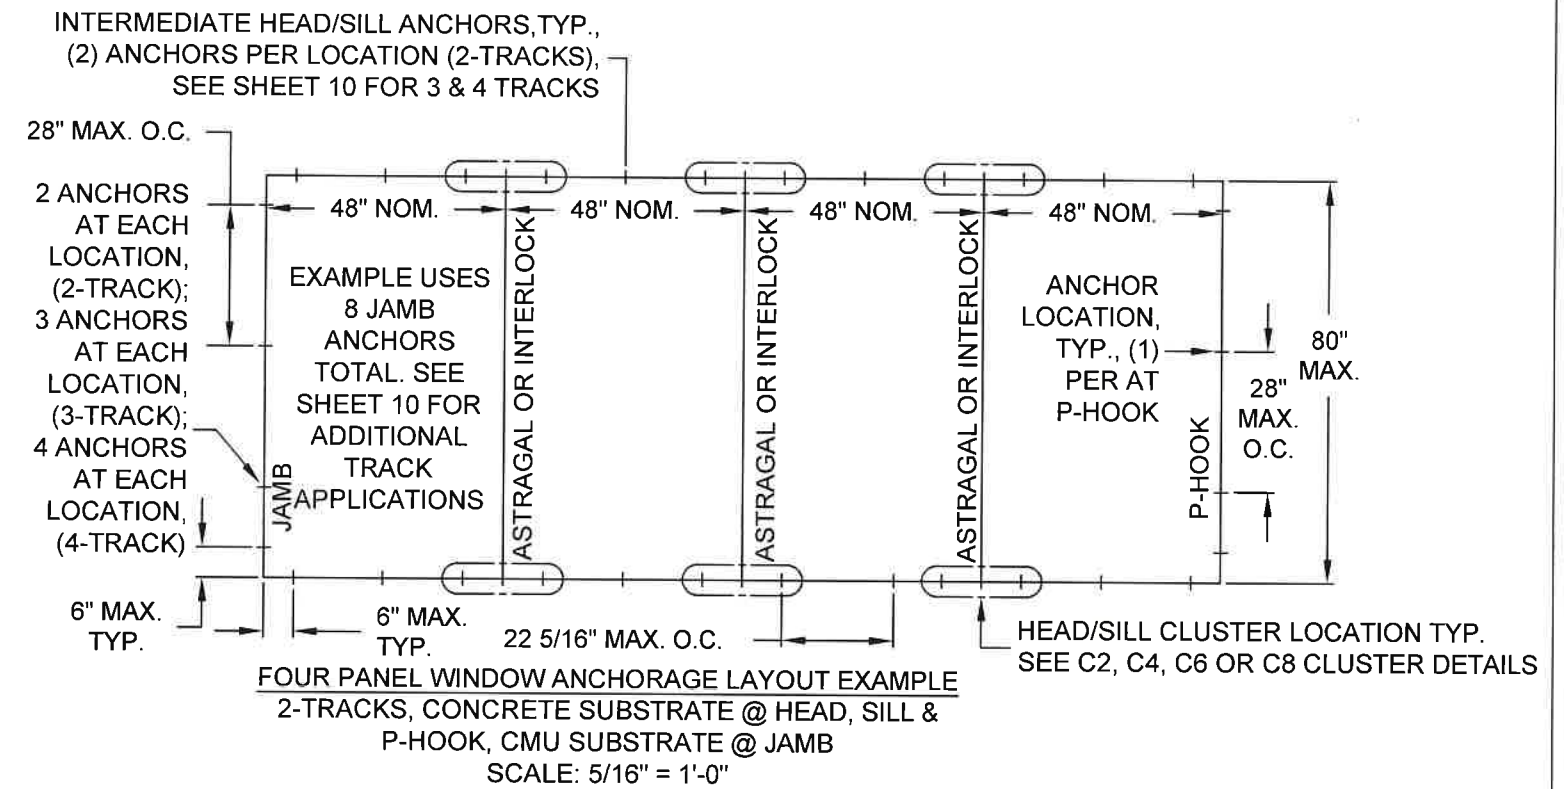 INTERMEDIATE HEAD/SILL ANCHORS,TYP.,
(2) ANCHORS PER LOCATION (2-TRACKS),
SEE SHEET 10 FOR 3 & 4 TRACKS
28" MAX. O.C.
2 ANCHORS
AT EACH
LOCATION,
(2-TRACK);
3 ANCHORS
AT EACH
LOCATION,
(3-TRACK);
4 ANCHORS
AT EACH
LOCATION,
(4-TRACK)
48" NOM.
48" NOM.
48" NOM.
48" NOM.
EXAMPLE USES
8 JAMB
ANCHORS
TOTAL. SEE
SHEET 10 FOR
ADDITIONAL
TRACK
APPLICATIONS
JAMB
ASTRAGAL OR INTERLOCK
ASTRAGAL OR INTERLOCK
ASTRAGAL OR INTERLOCK
ANCHOR
LOCATION,
TYP., (1)
PER AT
P-HOOK
P-HOOK
28"
MAX.
O.C.
80"
MAX.
6" MAX.
TYP.
6" MAX.
TYP.
22 5/16" MAX. O.C.
HEAD/SILL CLUSTER LOCATION TYP.
SEE C2, C4, C6 OR C8 CLUSTER DETAILS
FOUR PANEL WINDOW ANCHORAGE LAYOUT EXAMPLE
2-TRACKS, CONCRETE SUBSTRATE @ HEAD, SILL &
P-HOOK, CMU SUBSTRATE @ JAMB
SCALE: 5/16" = 1'-0"